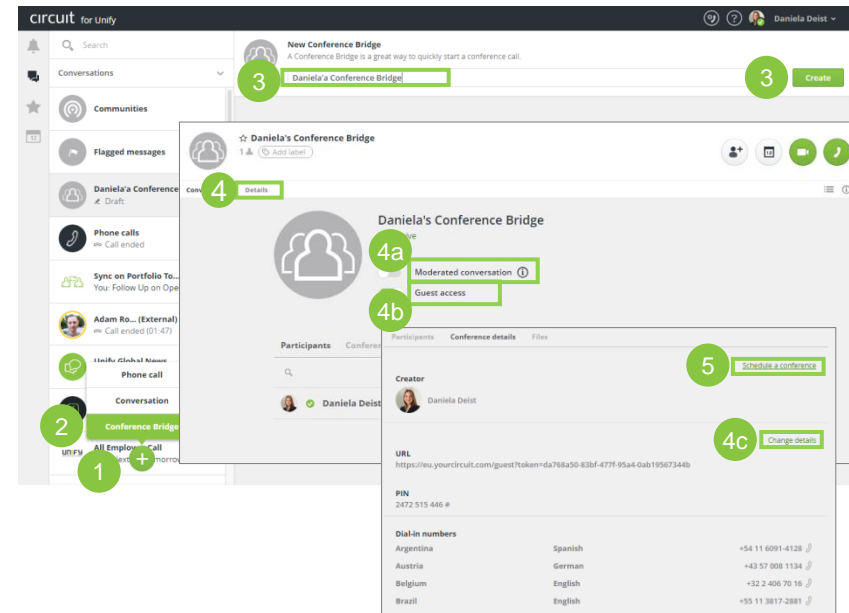 circuit for Unify
Daniela Deist
Search
Conversations
Communities
Flagged messages
Daniela'a Conference
Draft
Phone calls
Call ended
Sync on Portfolio To...
You: Follow Up on Ope
Adam Ro... (External)
Call ended (01:47)
Unify Global News
Phone call
Conversation
2
Conference Bridge
UNIFY
All Employee Call
1
+
New Conference Bridge
A Conference Bridge is a great way to quickly start a conference call.
3
Daniela'a Conference Bridge
3
Create
Daniela's Conference Bridge
1
Add label
4
Details
Daniela's Conference Bridge
4a
Moderated conversation
4b
Guest access
Participants
Daniela Deist
Participants Conference details Files
5
Schedule a conference
Creator
Daniela Deist
4c
Change details
URL
https://eu.yourcircuit.com/guest?token=da768a50-83bf-477f-95a4-0ab19567344b
PIN
2472 515 446 #
Dial-in numbers
Argentina Spanish +54 11 6091-4128
Austria German +43 57 008 1134
Belgium English +32 2 406 70 16
Brazil English +55 11 3817-2881